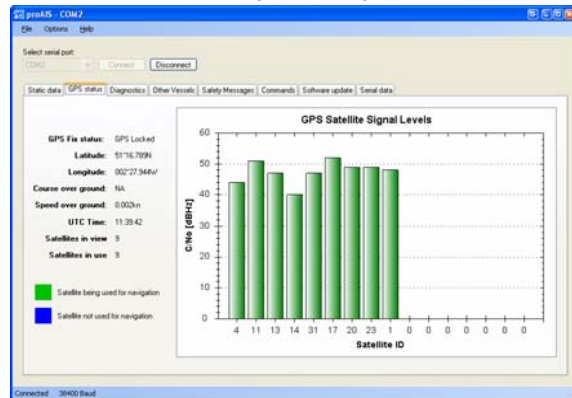 proAIS - COM2
File Options Help
Select serial port:
COM2 Connect Disconnect
Static data GPS status Diagnostics Other Vessels Safety Messages Commands Software update Serial data
GPS Satellite Signal Levels
GPS Fix status: GPS Locked
Latitude: 51°16.789N
Longitude: 002°27.944W
Course over ground: NA
Speed over ground: 0.002kn
UTC Time: 11:39:42
Satellites in view 9
Satellites in use 9
Satellite being used for navigation
Satellite not used for navigation
C/No [dBHz]
60
50
40
30
20
10
0
4 11 13 14 31 17 20 23 1 0 0 0 0 0 0
Satellite ID
Connected 38400 Baud